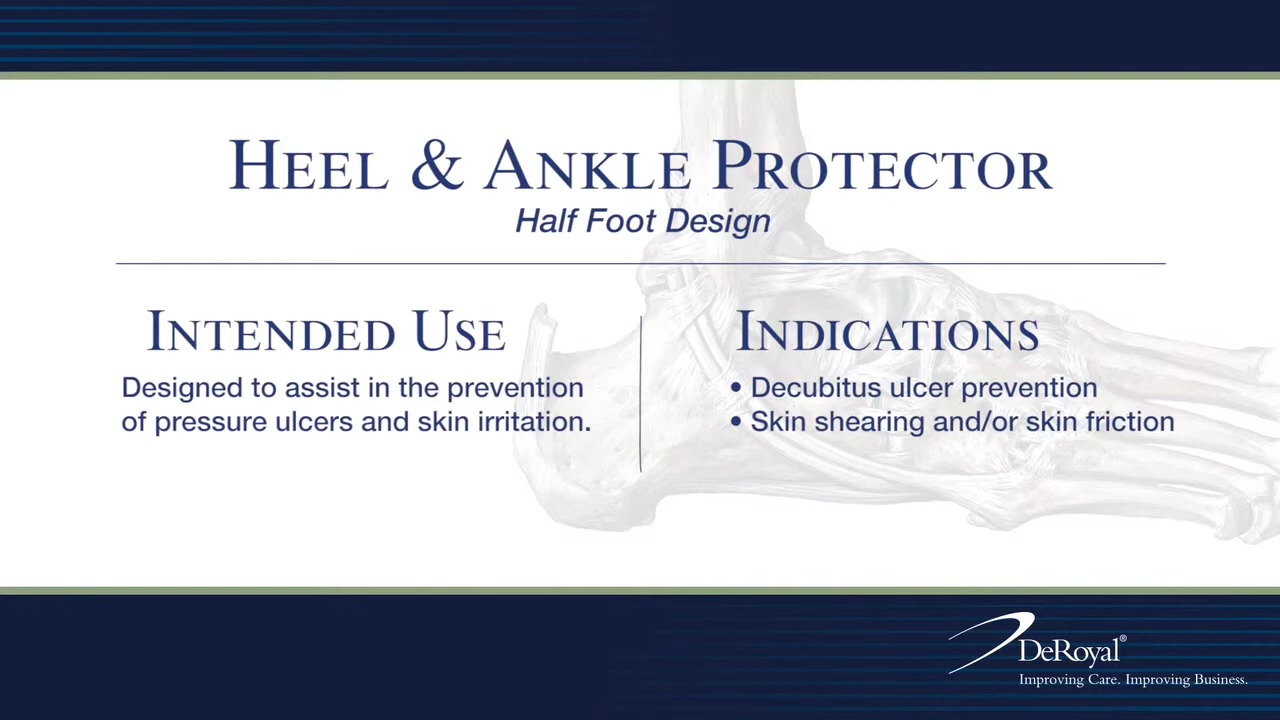 Heel & Ankle Protector
Half Foot Design
Intended Use
Designed to assist in the prevention
of pressure ulcers and skin irritation.
Indications
• Decubitus ulcer prevention
• Skin shearing and/or skin friction
DeRoyal®
Improving Care. Improving Business.